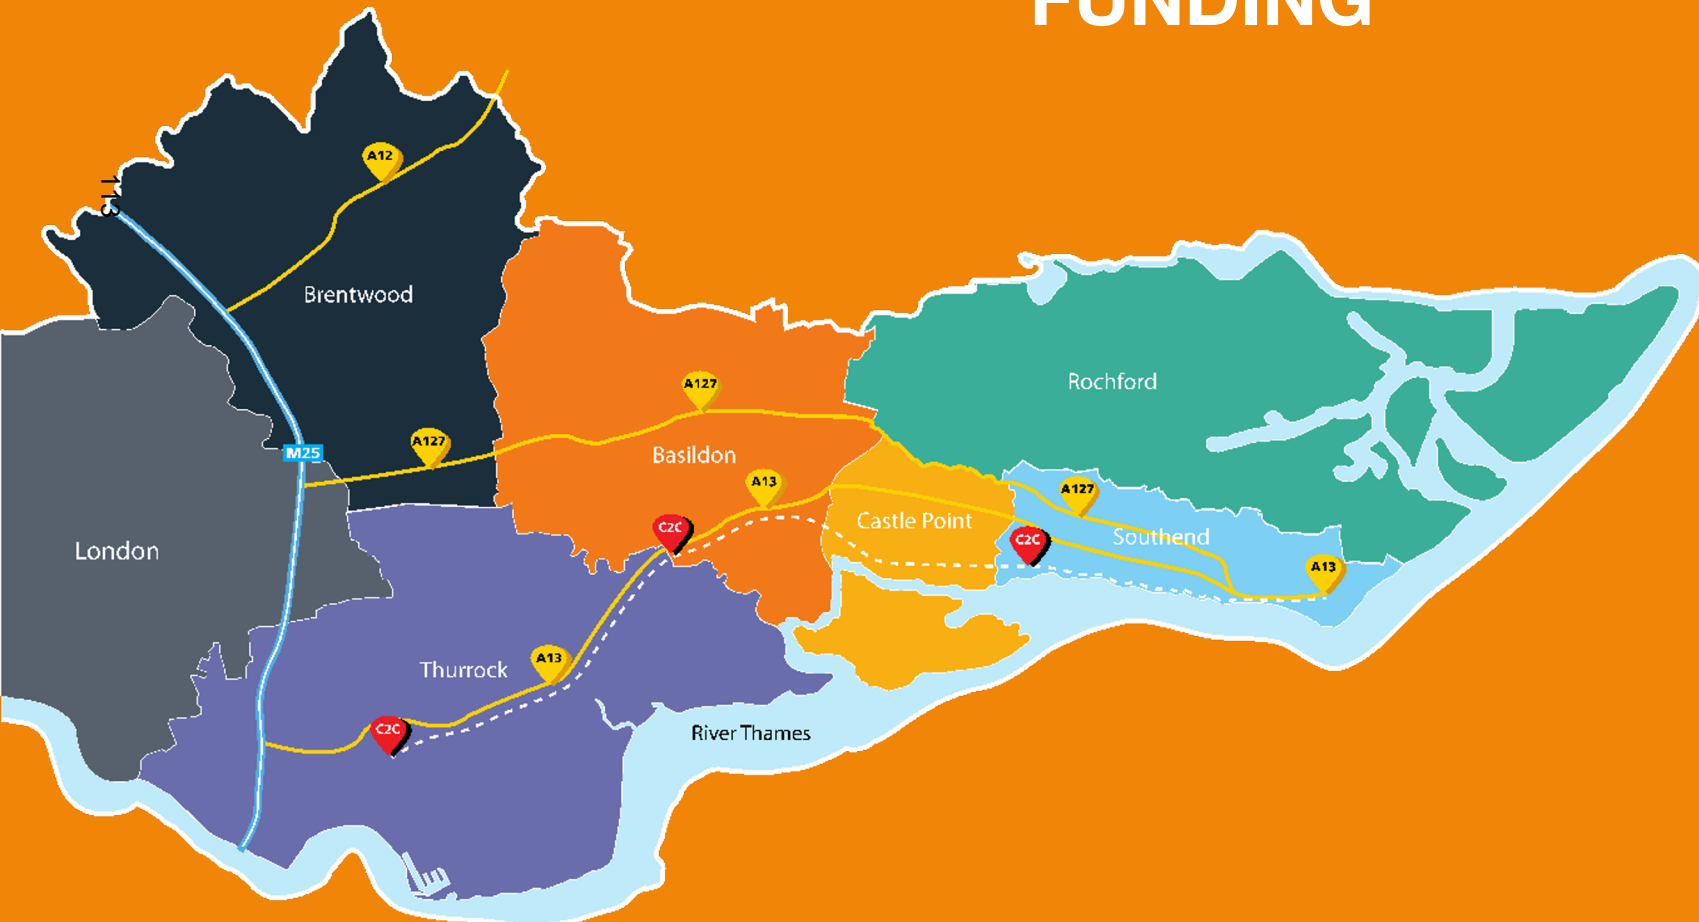 FUNDING
A12
113
Brentwood
A127
Rochford
A127
M25
Basildon
A13
A127
Castle Point
C2C
Southend
C2C
London
A13
A13
Thurrock
C2C
River Thames